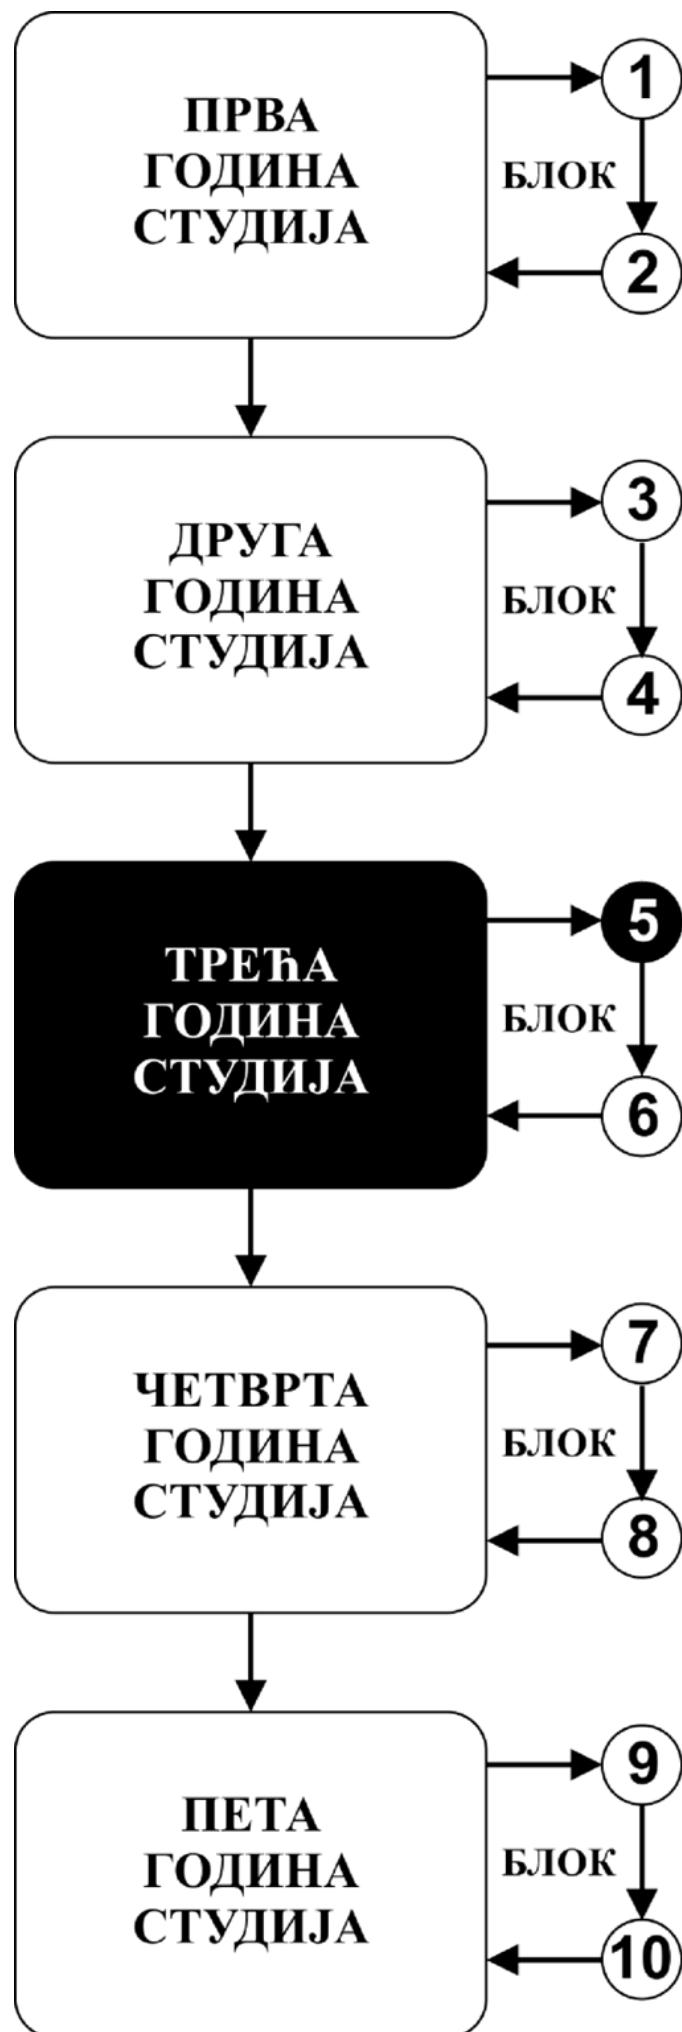 ПРВА
ГОДИНА
СТУДИЈА
1
БЛОК
2
ДРУГА
ГОДИНА
СТУДИЈА
3
БЛОК
4
ТРЕЋА
ГОДИНА
СТУДИЈА
5
БЛОК
6
ЧЕТВРТА
ГОДИНА
СТУДИЈА
7
БЛОК
8
ПЕТА
ГОДИНА
СТУДИЈА
9
БЛОК
10